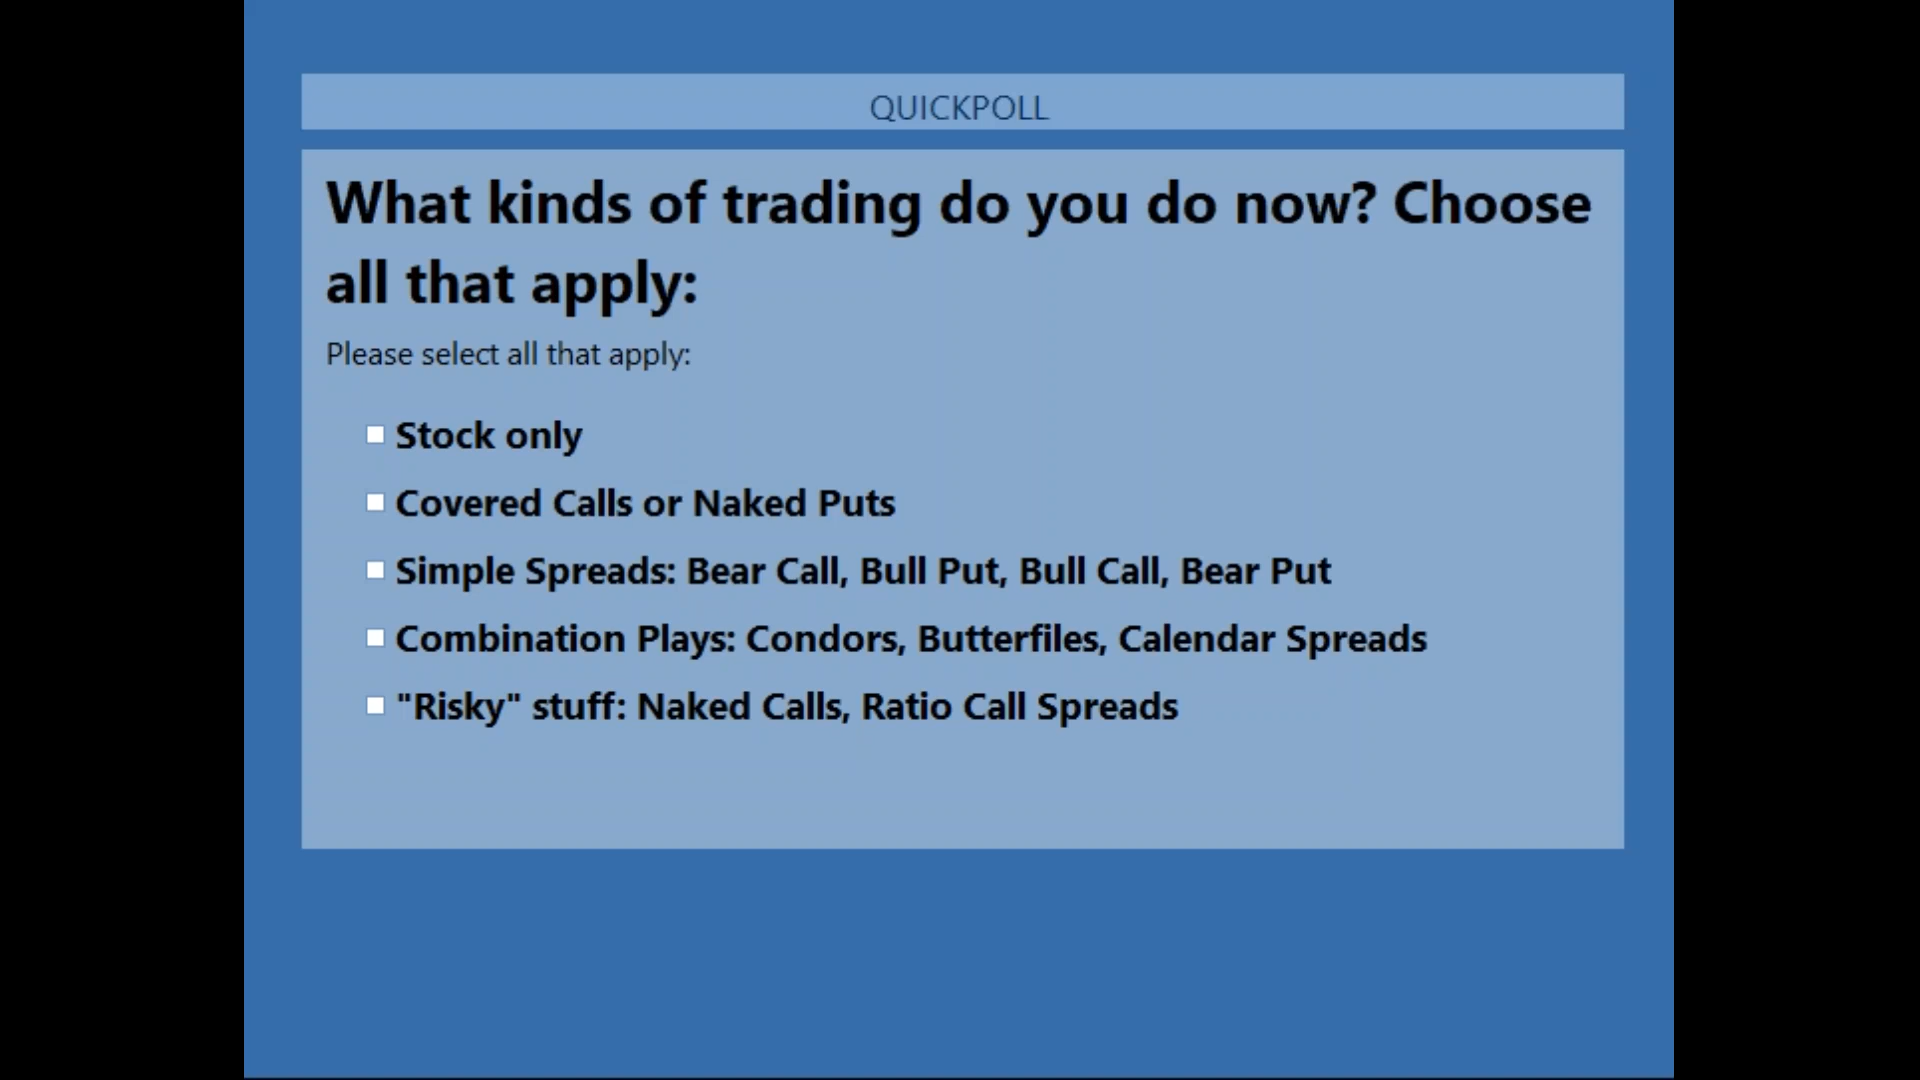 QUICKPOLL
What kinds of trading do you do now? Choose
all that apply:
Please select all that apply:
Stock only
Covered Calls or Naked Puts
Simple Spreads: Bear Call, Bull Put, Bull Call, Bear Put
Combination Plays: Condors, Butterfiles, Calendar Spreads
"Risky" stuff: Naked Calls, Ratio Call Spreads